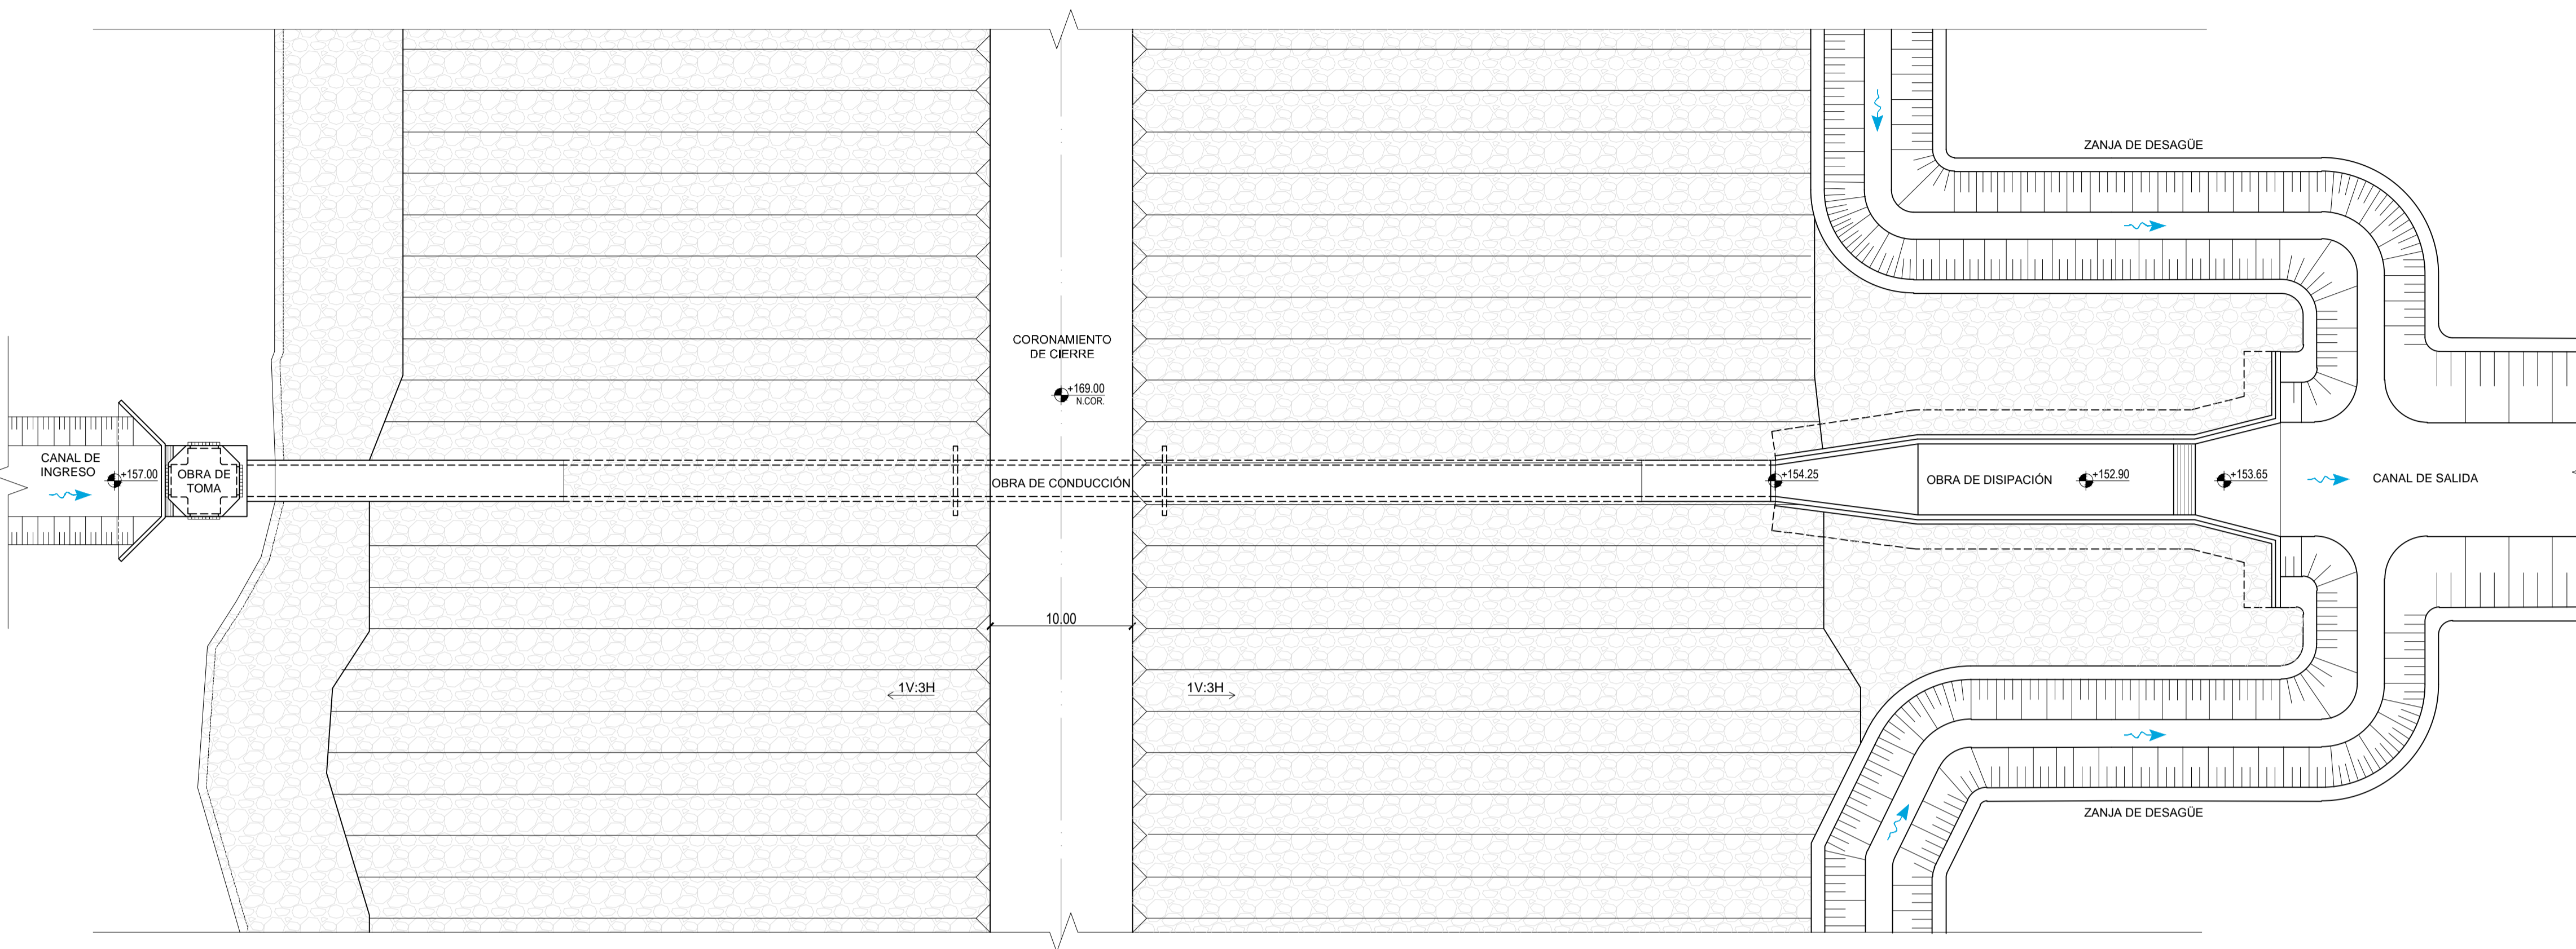 ZANJA DE DESAGÜE
CORONAMIENTO
DE CIERRE
+169.00
N.COR.
CANAL DE
INGRESO
+157.00
OBRA DE
TOMA
OBRA DE CONDUCCIÓN
+154.25
OBRA DE DISIPACIÓN
+152.90
+153.65
CANAL DE SALIDA
10.00
1V:3H
1V:3H
ZANJA DE DESAGÜE